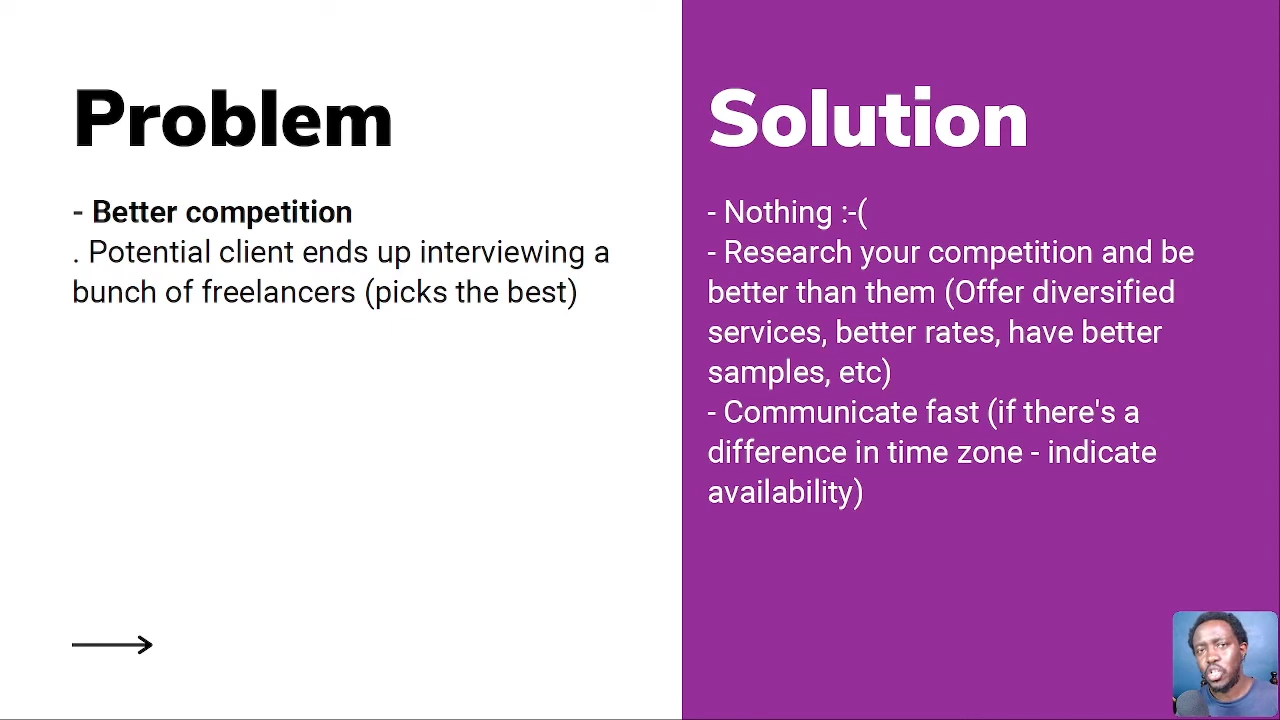 Problem
- Better competition
. Potential client ends up interviewing a
bunch of freelancers (picks the best)
Solution
- Nothing :-(
- Research your competition and be
better than them (Offer diversified
services, better rates, have better
samples, etc)
- Communicate fast (if there's a
difference in time zone - indicate
availability)